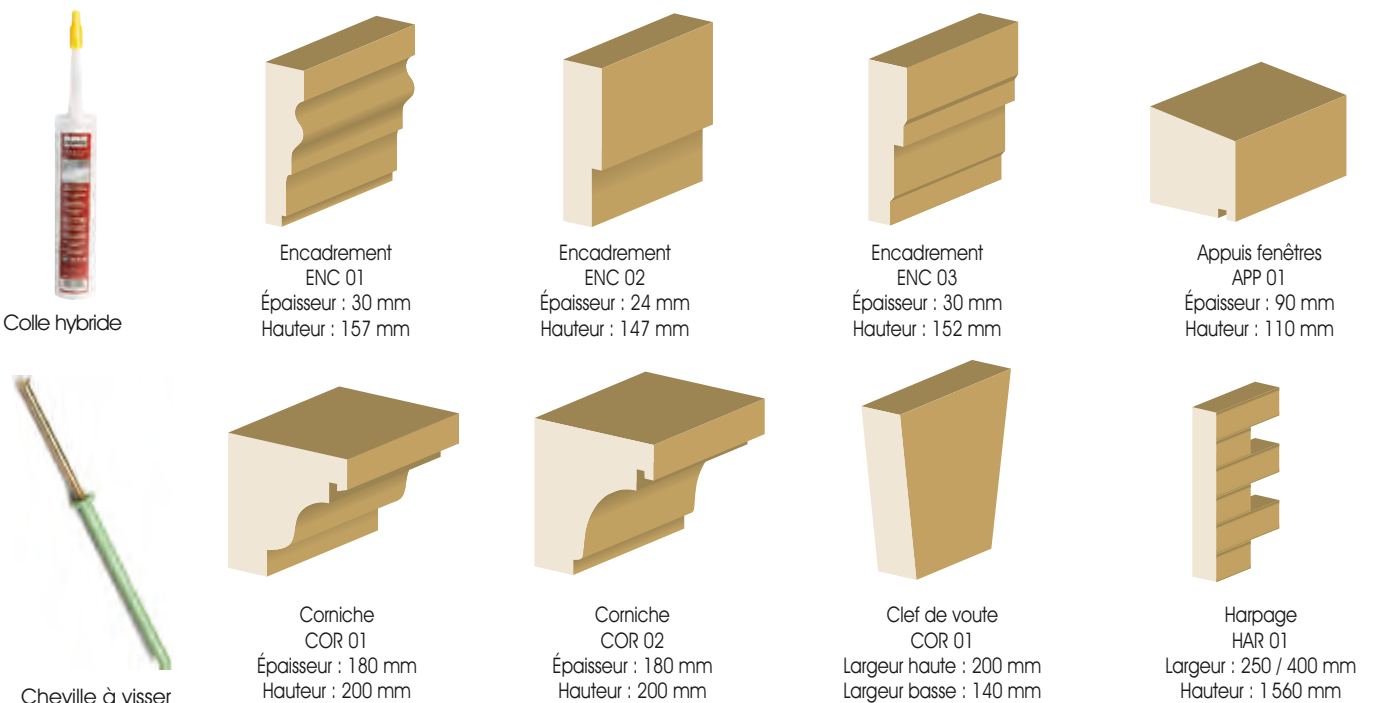 Colle hybride
Encadrement
ENC 01
Épaisseur : 30 mm
Hauteur : 157 mm
Encadrement
ENC 02
Épaisseur : 24 mm
Hauteur : 147 mm
Encadrement
ENC 03
Épaisseur : 30 mm
Hauteur : 152 mm
Appuis fenêtres
APP 01
Épaisseur : 90 mm
Hauteur : 110 mm
Cheville à visser
Corniche
COR 01
Épaisseur : 180 mm
Hauteur : 200 mm
Corniche
COR 02
Épaisseur : 180 mm
Hauteur : 200 mm
Clef de voute
COR 01
Largeur haute : 200 mm
Largeur basse : 140 mm
Harpage
HAR 01
Largeur : 250 / 400 mm
Hauteur : 1560 mm